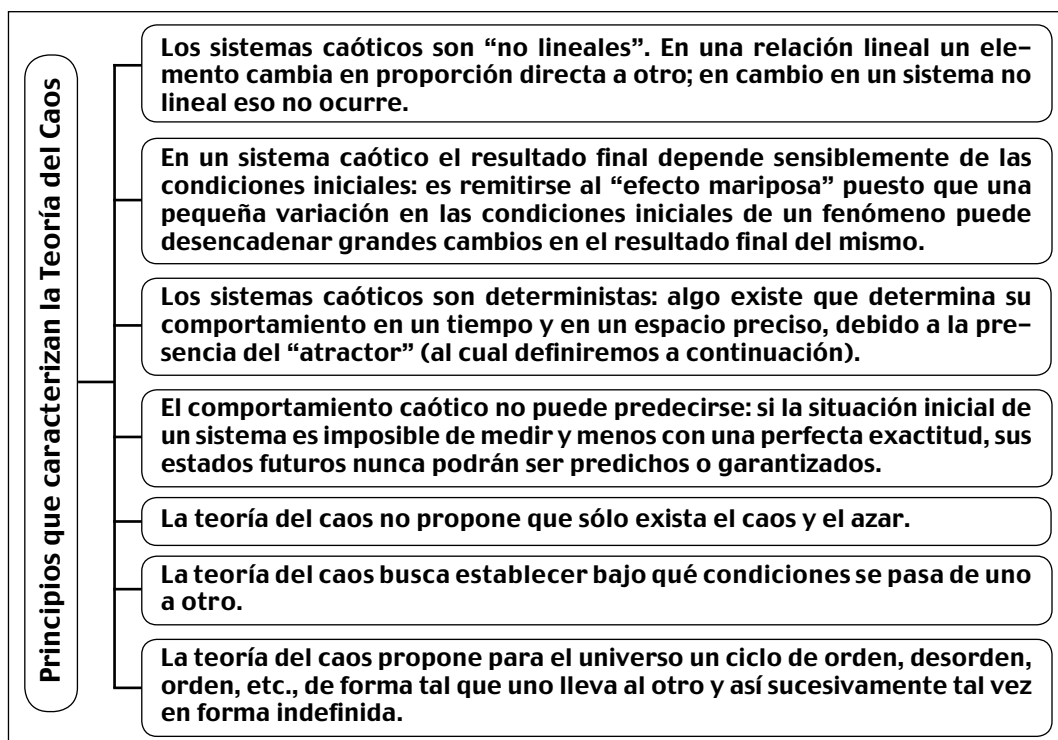 Principios que caracterizan la Teoría del Caos
Los sistemas caóticos son “no lineales”. En una relación lineal un ele-
mento cambia en proporción directa a otro; en cambio en un sistema no
lineal eso no ocurre.
En un sistema caótico el resultado final depende sensiblemente de las
condiciones iniciales: es remitirse al “efecto mariposa” puesto que una
pequeña variación en las condiciones iniciales de un fenómeno puede
desencadenar grandes cambios en el resultado final del mismo.
Los sistemas caóticos son deterministas: algo existe que determina su
comportamiento en un tiempo y en un espacio preciso, debido a la pre-
sencia del “atractor” (al cual definiremos a continuación).
El comportamiento caótico no puede predecirse: si la situación inicial de
un sistema es imposible de medir y menos con una perfecta exactitud, sus
estados futuros nunca podrán ser predichos o garantizados.
La teoría del caos no propone que sólo exista el caos y el azar.
La teoría del caos busca establecer bajo qué condiciones se pasa de uno
a otro.
La teoría del caos propone para el universo un ciclo de orden, desorden,
orden, etc., de forma tal que uno lleva al otro y así sucesivamente tal vez
en forma indefinida.